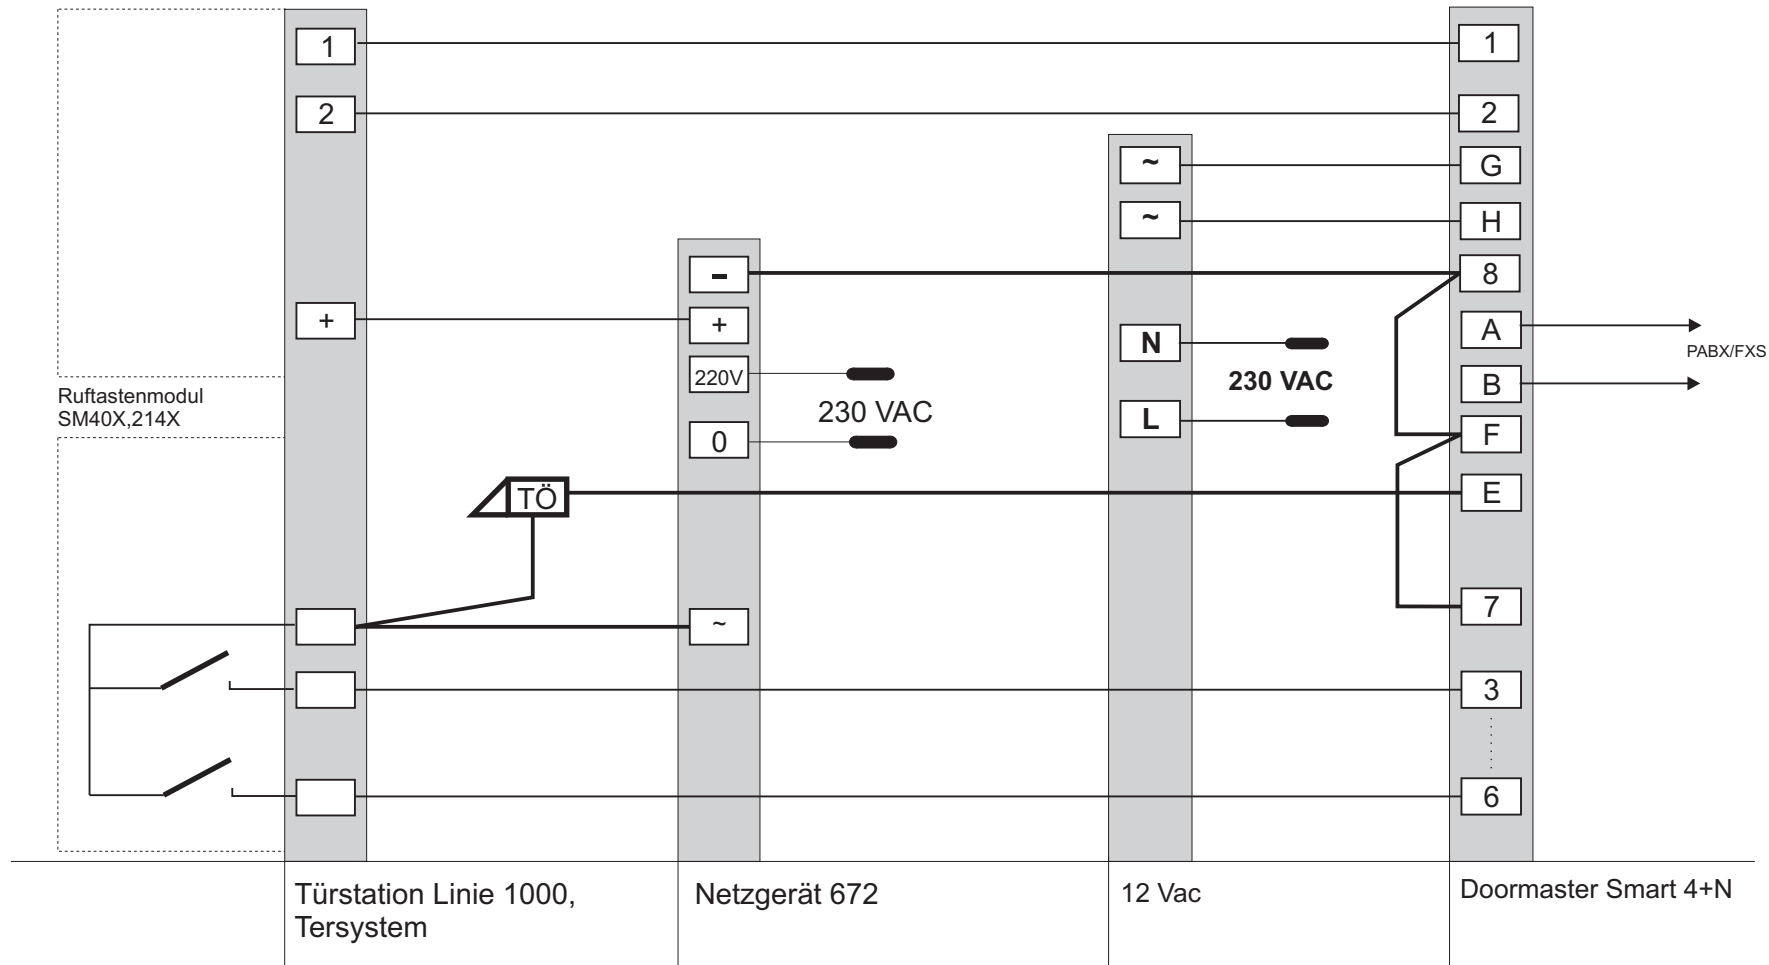 1
2
+
Ruftastenmodul
SM40X,214X
TÖ
–
+
220V
0
230 VAC
~
~
~
N
L
230 VAC
1
2
G
H
8
A
B
PABX/FXS
F
E
7
3
6
Türstation Linie 1000,
Tersystem
Netzgerät 672
12 Vac
Doormaster Smart 4+N